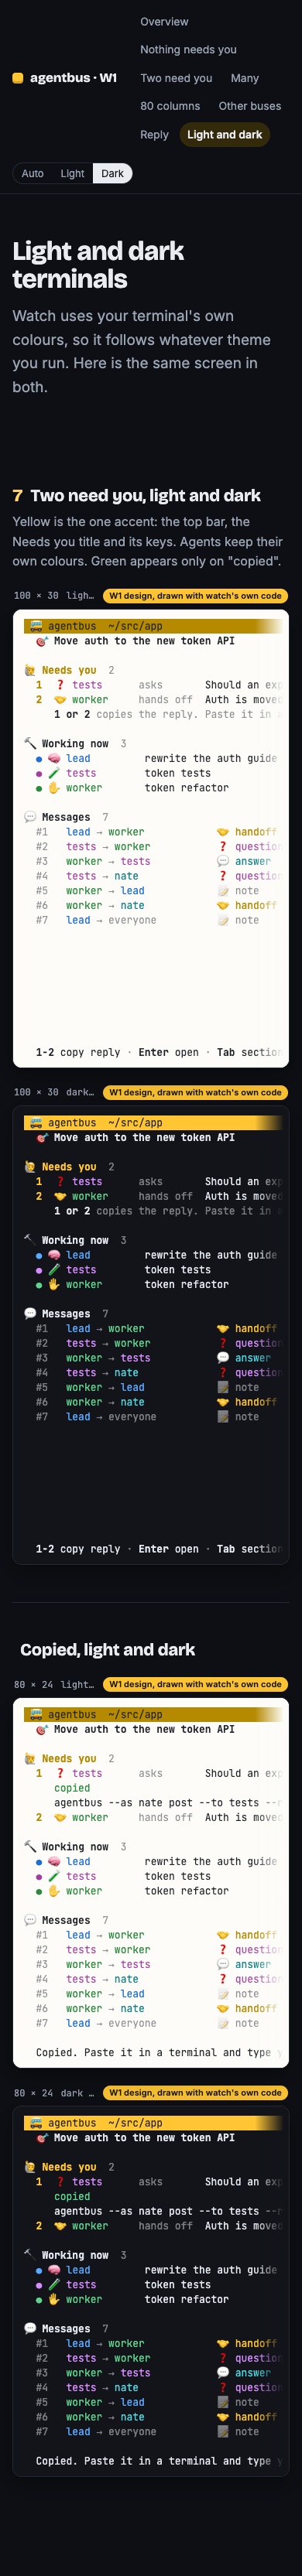 agentbus · W1
Overview
Nothing needs you
Two need you Many
80 columns Other buses
Reply Light and dark
Auto Light Dark
Light and dark
terminals
Watch uses your terminal's own
colours, so it follows whatever theme
you run. Here is the same screen in
both.
7 Two need you, light and dark
Yellow is the one accent: the top bar, the
Needs you title and its keys. Agents keep their
own colours. Green appears only on "copied".
100 × 30 ligh… W1 design, drawn with watch's own code
agentbus ~/src/app
Move auth to the new token API
Needs you 2
1 ? tests asks Should an exp
2 worker hands off Auth is moved
1 or 2 copies the reply. Paste it in a
Working now 3
● lead rewrite the auth guide
● tests token tests
● worker token refactor
Messages 7
#1 lead → worker handoff
#2 tests → worker ? question
#3 worker → tests answer
#4 tests → nate ? question
#5 worker → lead note
#6 worker → nate handoff
#7 lead → everyone note
1-2 copy reply · Enter open · Tab section
100 × 30 dark… W1 design, drawn with watch's own code
agentbus ~/src/app
Move auth to the new token API
Needs you 2
1 ? tests asks Should an exp
2 worker hands off Auth is moved
1 or 2 copies the reply. Paste it in a
Working now 3
● lead rewrite the auth guide
● tests token tests
● worker token refactor
Messages 7
#1 lead → worker handoff
#2 tests → worker ? question
#3 worker → tests answer
#4 tests → nate ? question
#5 worker → lead note
#6 worker → nate handoff
#7 lead → everyone note
1-2 copy reply · Enter open · Tab section
Copied, light and dark
80 × 24 light… W1 design, drawn with watch's own code
agentbus ~/src/app
Move auth to the new token API
Needs you 2
1 ? tests asks Should an exp
copied
agentbus --as nate post --to tests --r
2 worker hands off Auth is moved
Working now 3
● lead rewrite the auth guide
● tests token tests
● worker token refactor
Messages 7
#1 lead → worker handoff
#2 tests → worker ? question
#3 worker → tests answer
#4 tests → nate ? question
#5 worker → lead note
#6 worker → nate handoff
#7 lead → everyone note
Copied. Paste it in a terminal and type y
80 × 24 dark … W1 design, drawn with watch's own code
agentbus ~/src/app
Move auth to the new token API
Needs you 2
1 ? tests asks Should an exp
copied
agentbus --as nate post --to tests --r
2 worker hands off Auth is moved
Working now 3
● lead rewrite the auth guide
● tests token tests
● worker token refactor
Messages 7
#1 lead → worker handoff
#2 tests → worker ? question
#3 worker → tests answer
#4 tests → nate ? question
#5 worker → lead note
#6 worker → nate handoff
#7 lead → everyone note
Copied. Paste it in a terminal and type y